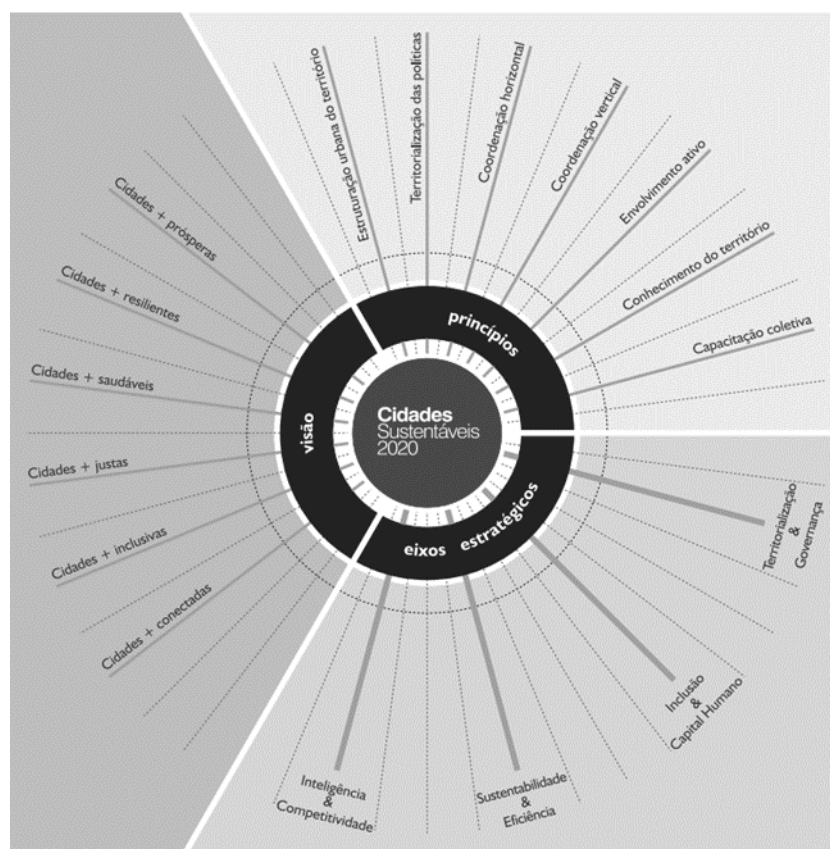 Cidades
Sustentáveis
2020
visão
Cidades + prósperas
Cidades + resilientes
Cidades + saudáveis
Cidades + justas
Cidades + inclusivas
Cidades + conectadas
princípios
Estruturação urbana do território
Territorialização das políticas
Coordenação horizontal
Coordenação vertical
Envolvimento ativo
Conhecimento do território
Capacitação coletiva
eixos estratégicos
Inteligência
&
Competitividade
Sustentabilidade
&
Eficiência
Inclusão
&
Capital Humano
Territorialização
&
Governança